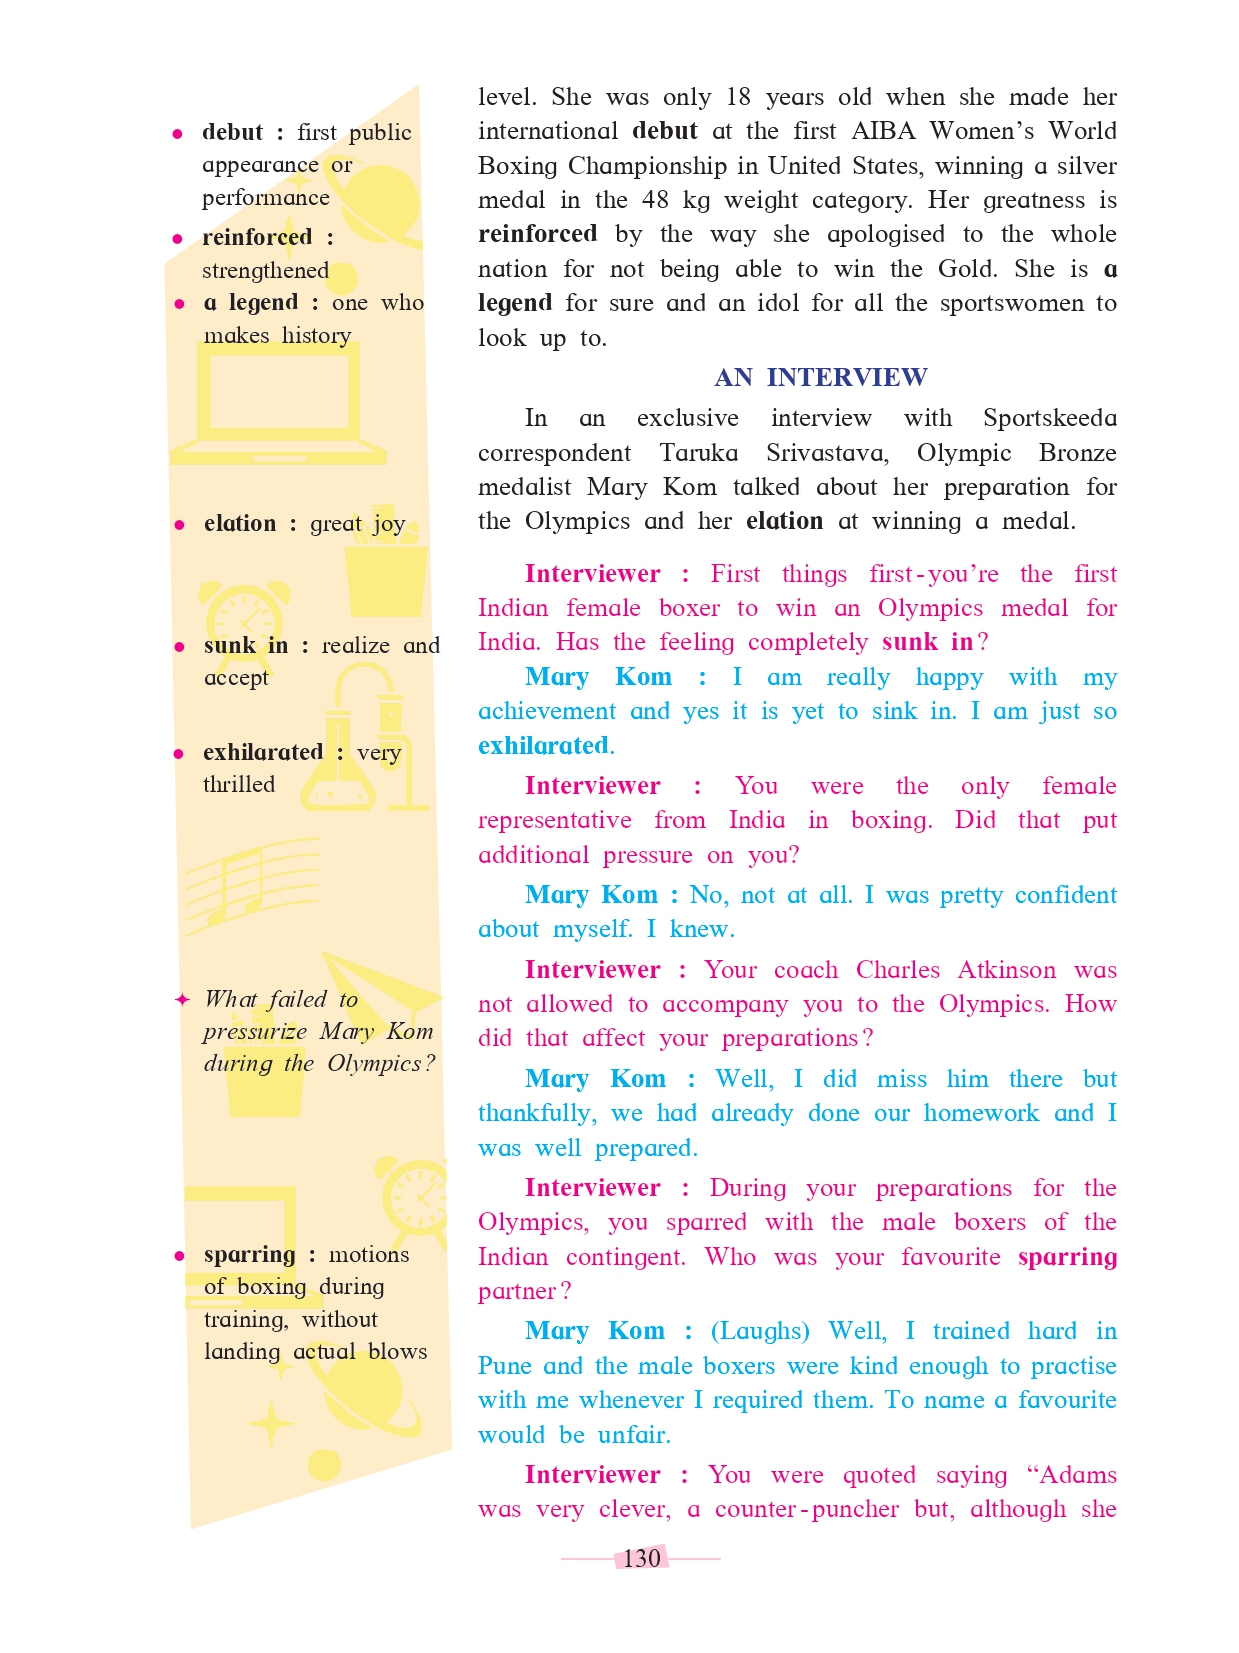 • debut : first public
appearance or
performance
• reinforced :
strengthened
• a legend : one who
makes history
• elation : great joy
• sunk in : realize and
accept
• exhilarated : very
thrilled
✦ What failed to
pressurize Mary Kom
during the Olympics?
• sparring : motions
of boxing during
training, without
landing actual blows
level. She was only 18 years old when she made her
international debut at the first AIBA Women’s World
Boxing Championship in United States, winning a silver
medal in the 48 kg weight category. Her greatness is
reinforced by the way she apologised to the whole
nation for not being able to win the Gold. She is a
legend for sure and an idol for all the sportswomen to
look up to.
AN INTERVIEW
In an exclusive interview with Sportskeeda
correspondent Taruka Srivastava, Olympic Bronze
medalist Mary Kom talked about her preparation for
the Olympics and her elation at winning a medal.
Interviewer : First things first-you’re the first
Indian female boxer to win an Olympics medal for
India. Has the feeling completely sunk in?
Mary Kom : I am really happy with my
achievement and yes it is yet to sink in. I am just so
exhilarated.
Interviewer : You were the only female
representative from India in boxing. Did that put
additional pressure on you?
Mary Kom : No, not at all. I was pretty confident
about myself. I knew.
Interviewer : Your coach Charles Atkinson was
not allowed to accompany you to the Olympics. How
did that affect your preparations?
Mary Kom : Well, I did miss him there but
thankfully, we had already done our homework and I
was well prepared.
Interviewer : During your preparations for the
Olympics, you sparred with the male boxers of the
Indian contingent. Who was your favourite sparring
partner?
Mary Kom : (Laughs) Well, I trained hard in
Pune and the male boxers were kind enough to practise
with me whenever I required them. To name a favourite
would be unfair.
Interviewer : You were quoted saying “Adams
was very clever, a counter-puncher but, although she
130